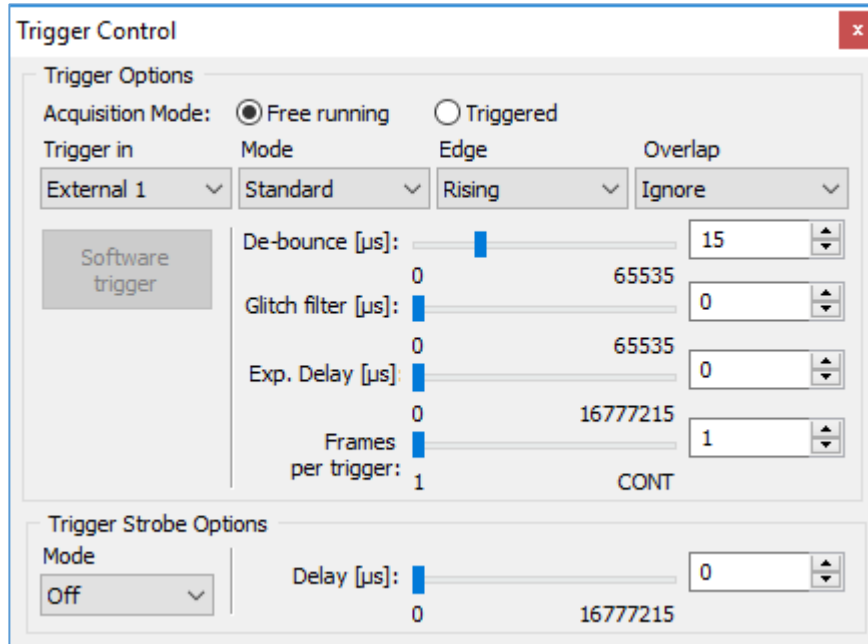 Trigger Control
x
Trigger Options
Acquisition Mode: Free running Triggered
Trigger in Mode Edge Overlap
External 1 Standard Rising Ignore
Software
trigger
De-bounce [µs]: 15
0 65535
Glitch filter [µs]: 0
0 65535
Exp. Delay [µs] 0
0 16777215
Frames
per trigger: 1
1 CONT
Trigger Strobe Options
Mode
Off
Delay [µs]: 0
0 16777215